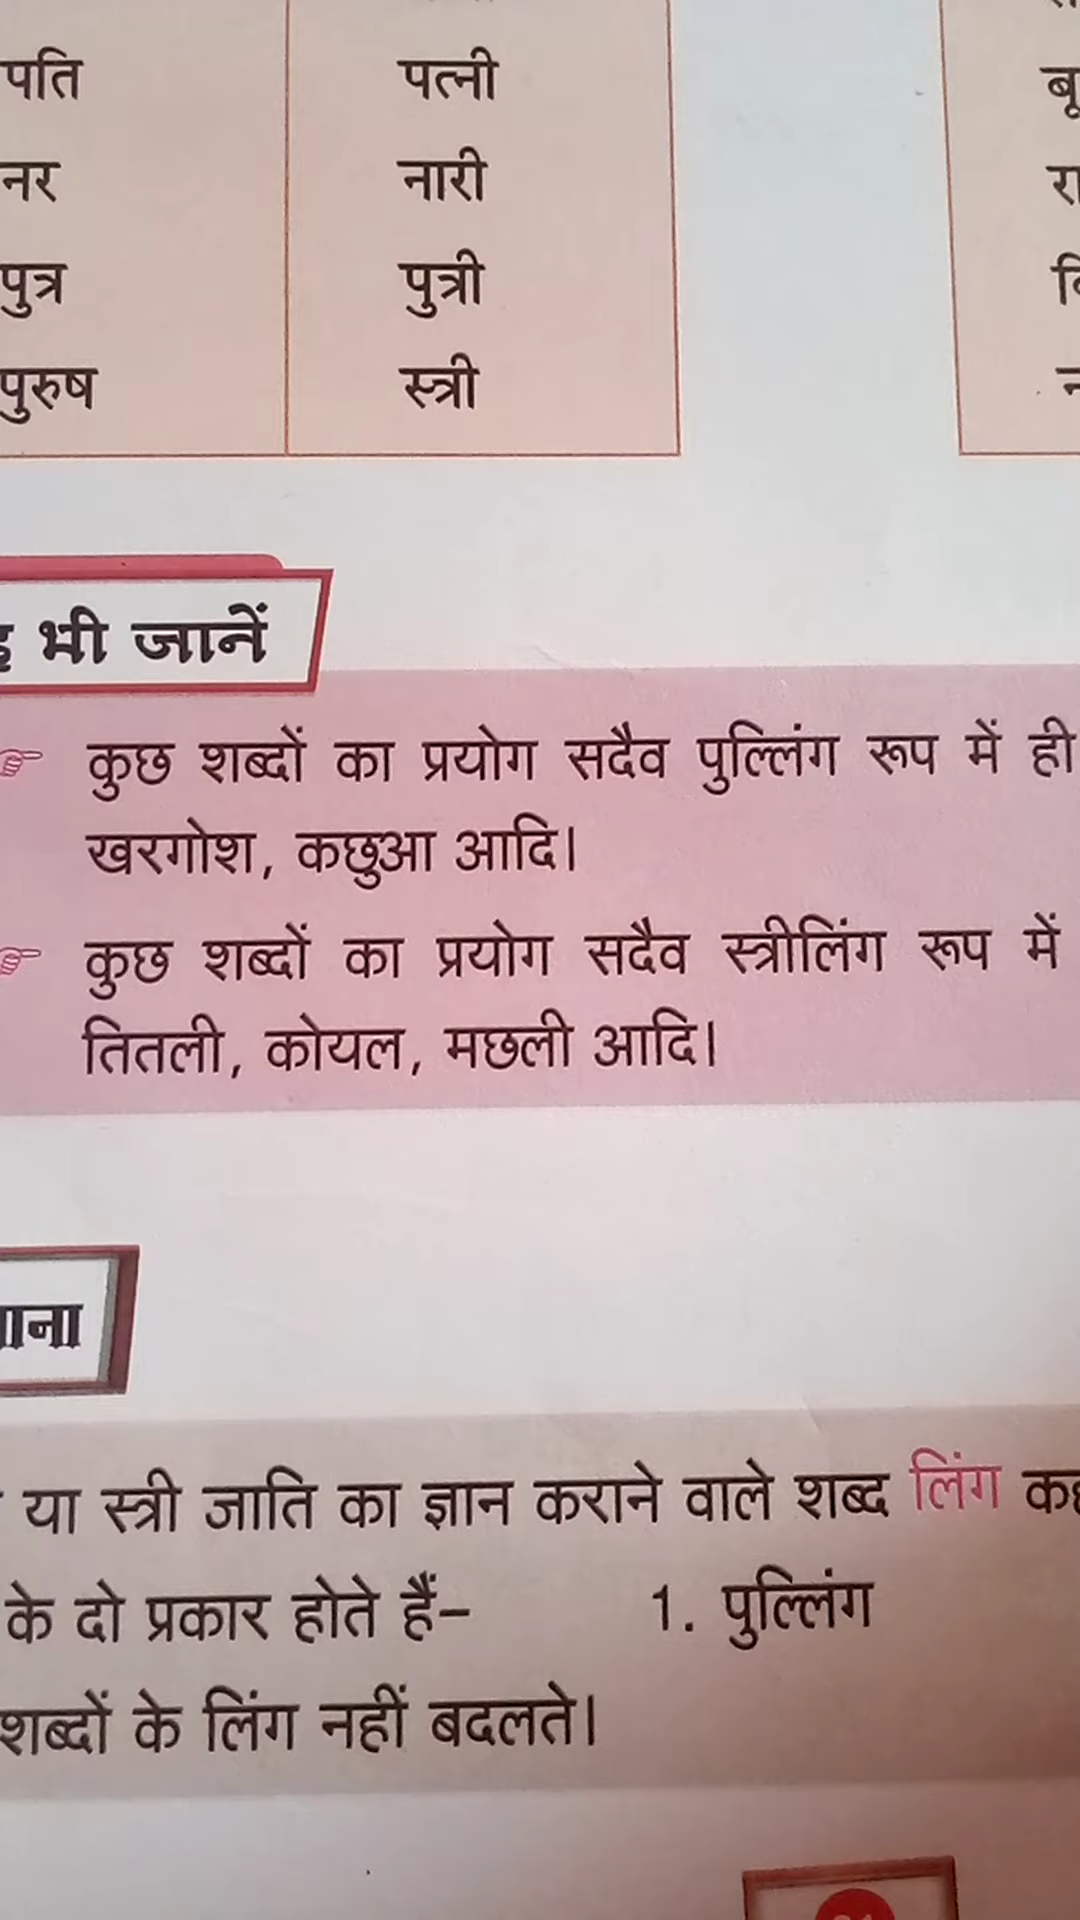 पति पत्नी
नर नारी
पुत्र पुत्री
पुरुष स्त्री
भी जानें
कुछ शब्दों का प्रयोग सदैव पुल्लिंग रूप में ही
खरगोश, कछुआ आदि।
कुछ शब्दों का प्रयोग सदैव स्त्रीलिंग रूप में
तितली, कोयल, मछली आदि।
या स्त्री जाति का ज्ञान कराने वाले शब्द लिंग
के दो प्रकार होते हैं– 1. पुल्लिंग
शब्दों के लिंग नहीं बदलते।